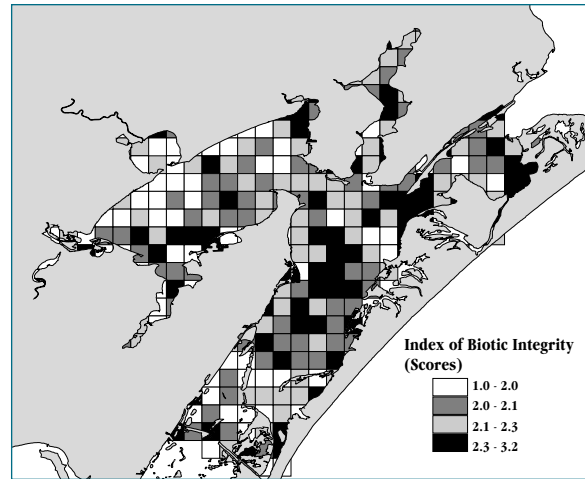 Index of Biotic Integrity
(Scores)
1.0 - 2.0
2.0 - 2.1
2.1 - 2.3
2.3 - 3.2